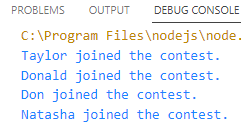 PROBLEMS OUTPUT DEBUG CONSOLE
C:\Program Files\nodejs\node.
Taylor joined the contest.
Donald joined the contest.
Don joined the contest.
Natasha joined the contest.